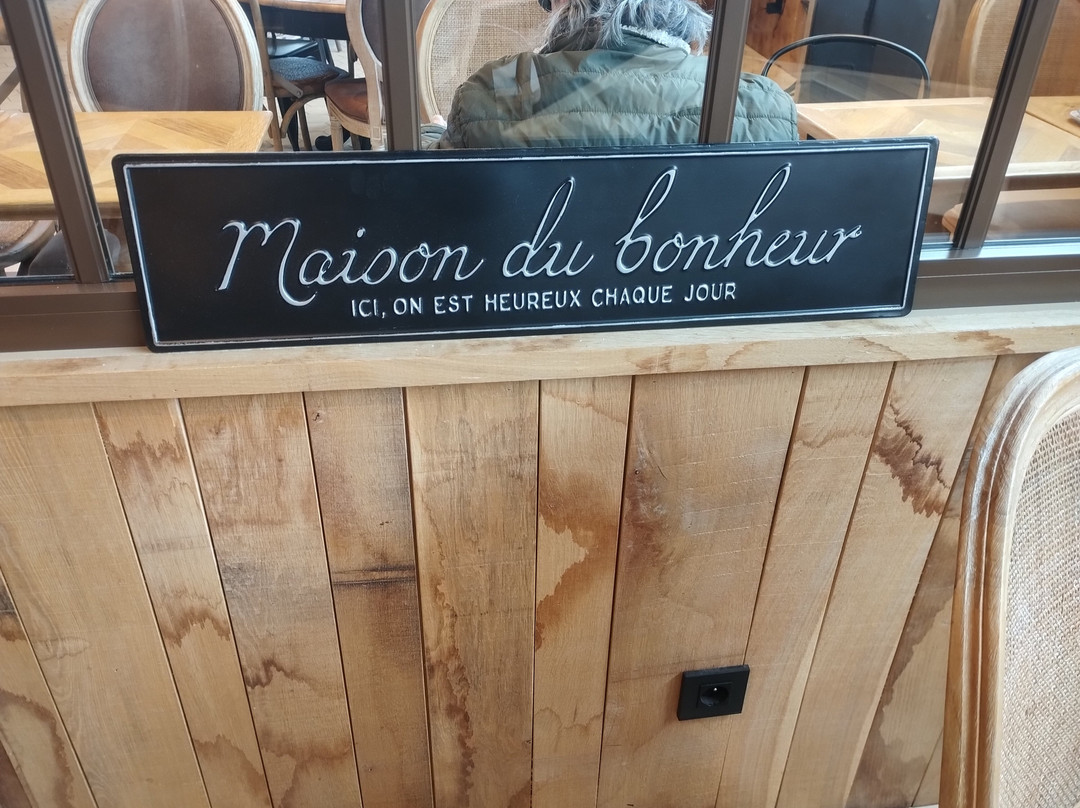 Maison du bonheur
ICI, ON EST HEUREUX CHAQUE JOUR